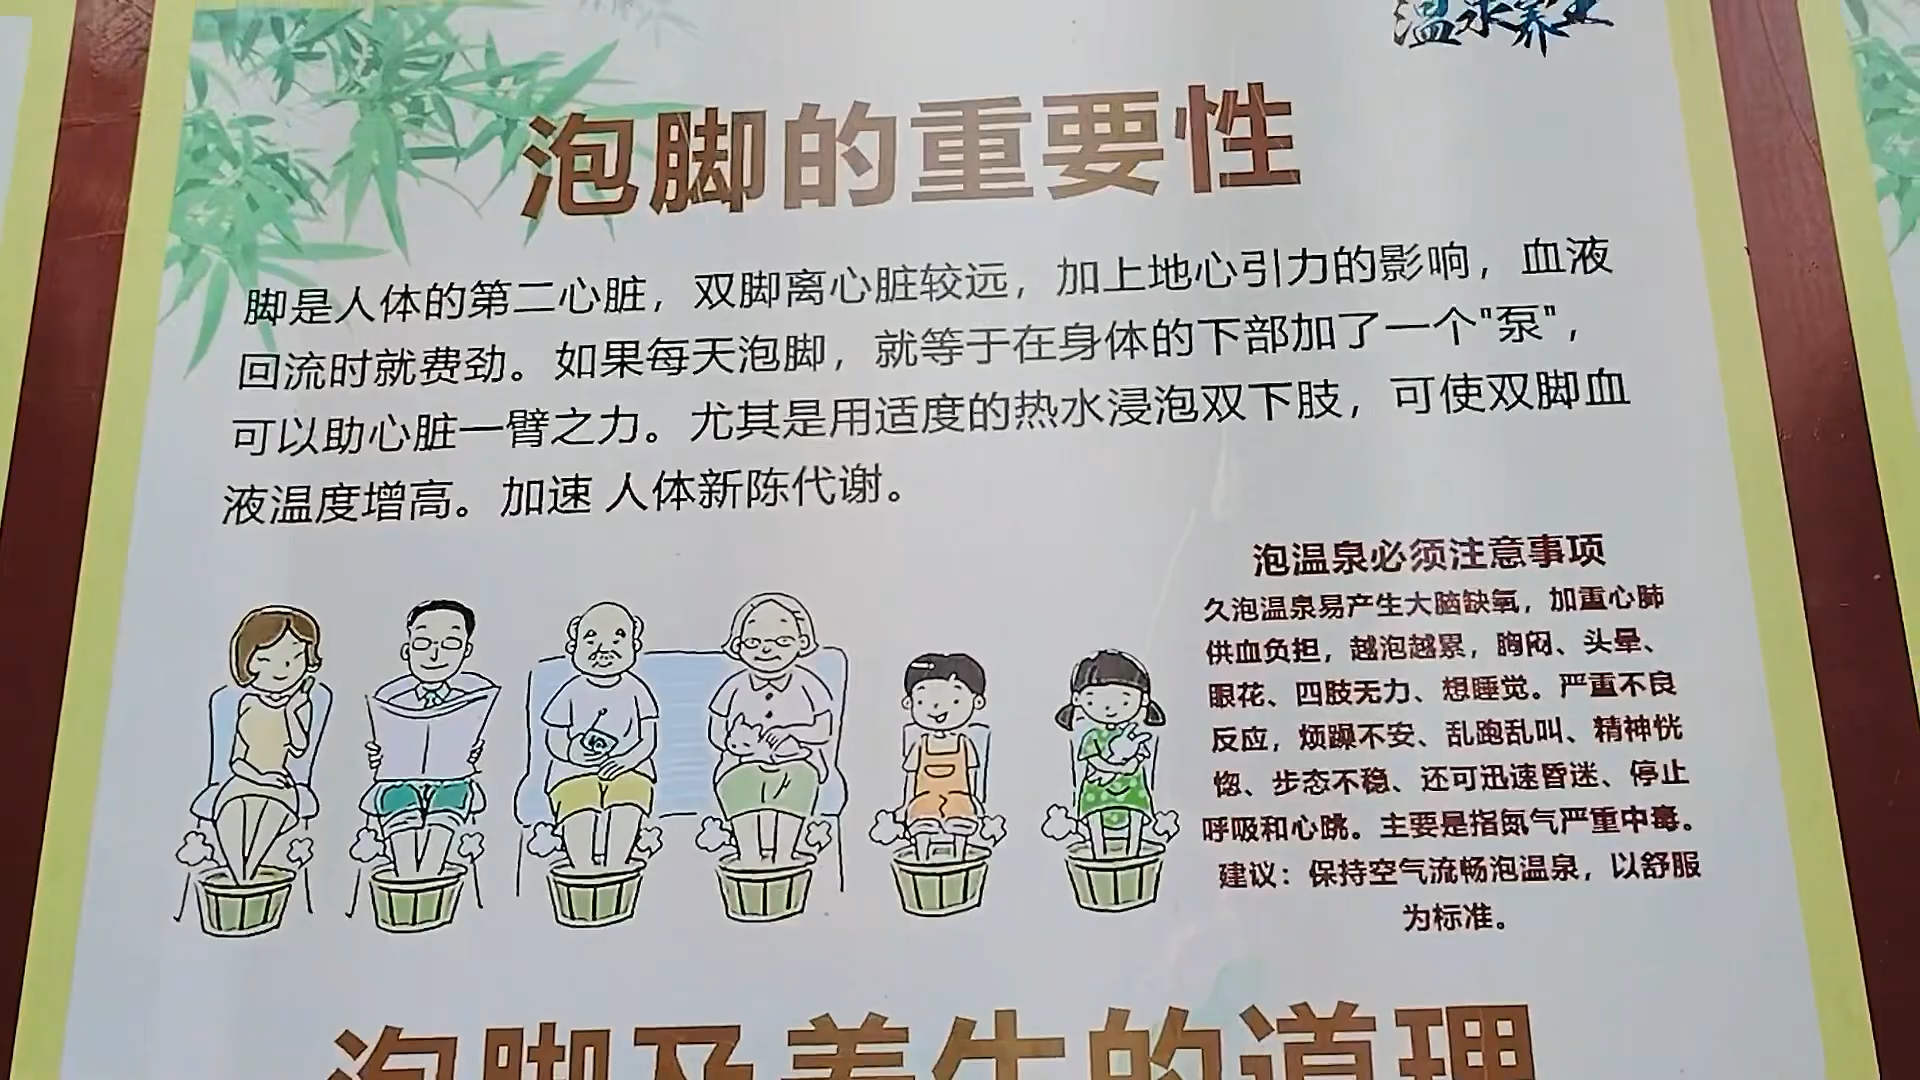 温泉养生
泡脚的重要性
脚是人体的第二心脏，双脚离心脏较远，加上地心引力的影响，血液
回流时就费劲。如果每天泡脚，就等于在身体的下部加了一个"泵"，
可以助心脏一臂之力。尤其是用适度的热水浸泡双下肢，可使双脚血
液温度增高。加速 人体新陈代谢。
泡温泉必须注意事项
久泡温泉易产生大脑缺氧，加重心肺
供血负担，越泡越累，胸闷、头晕、
眼花、四肢无力、想睡觉。严重不良
反应，烦躁不安、乱跑乱叫、精神恍
惚、步态不稳、还可迅速昏迷、停止
呼吸和心跳。主要是指氮气严重中毒。
建议：保持空气流畅泡温泉，以舒服
为标准。
泡脚及养生的道理